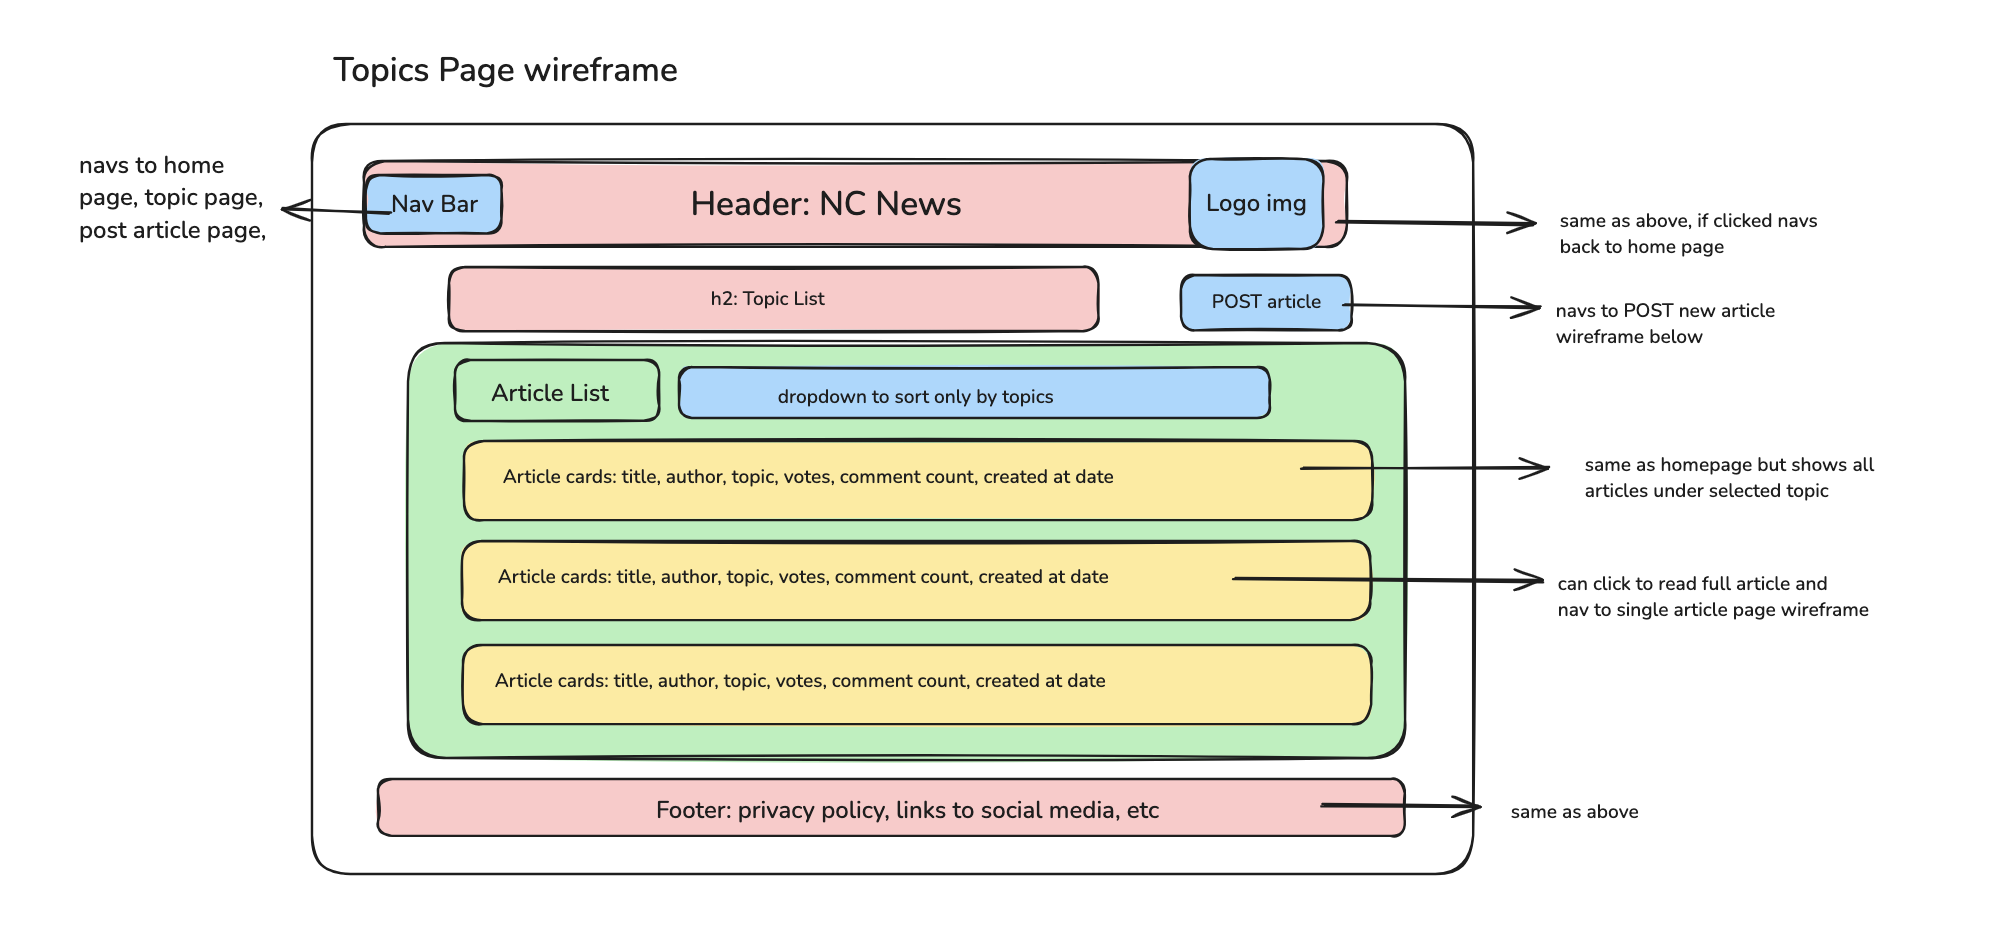 Topics Page wireframe
navs to home
page, topic page,
post article page,
Nav Bar
Header: NC News
Logo img
same as above, if clicked navs
back to home page
h2: Topic List
POST article
navs to POST new article
wireframe below
Article List
dropdown to sort only by topics
Article cards: title, author, topic, votes, comment count, created at date
same as homepage but shows all
articles under selected topic
Article cards: title, author, topic, votes, comment count, created at date
can click to read full article and
nav to single article page wireframe
Article cards: title, author, topic, votes, comment count, created at date
Footer: privacy policy, links to social media, etc
same as above